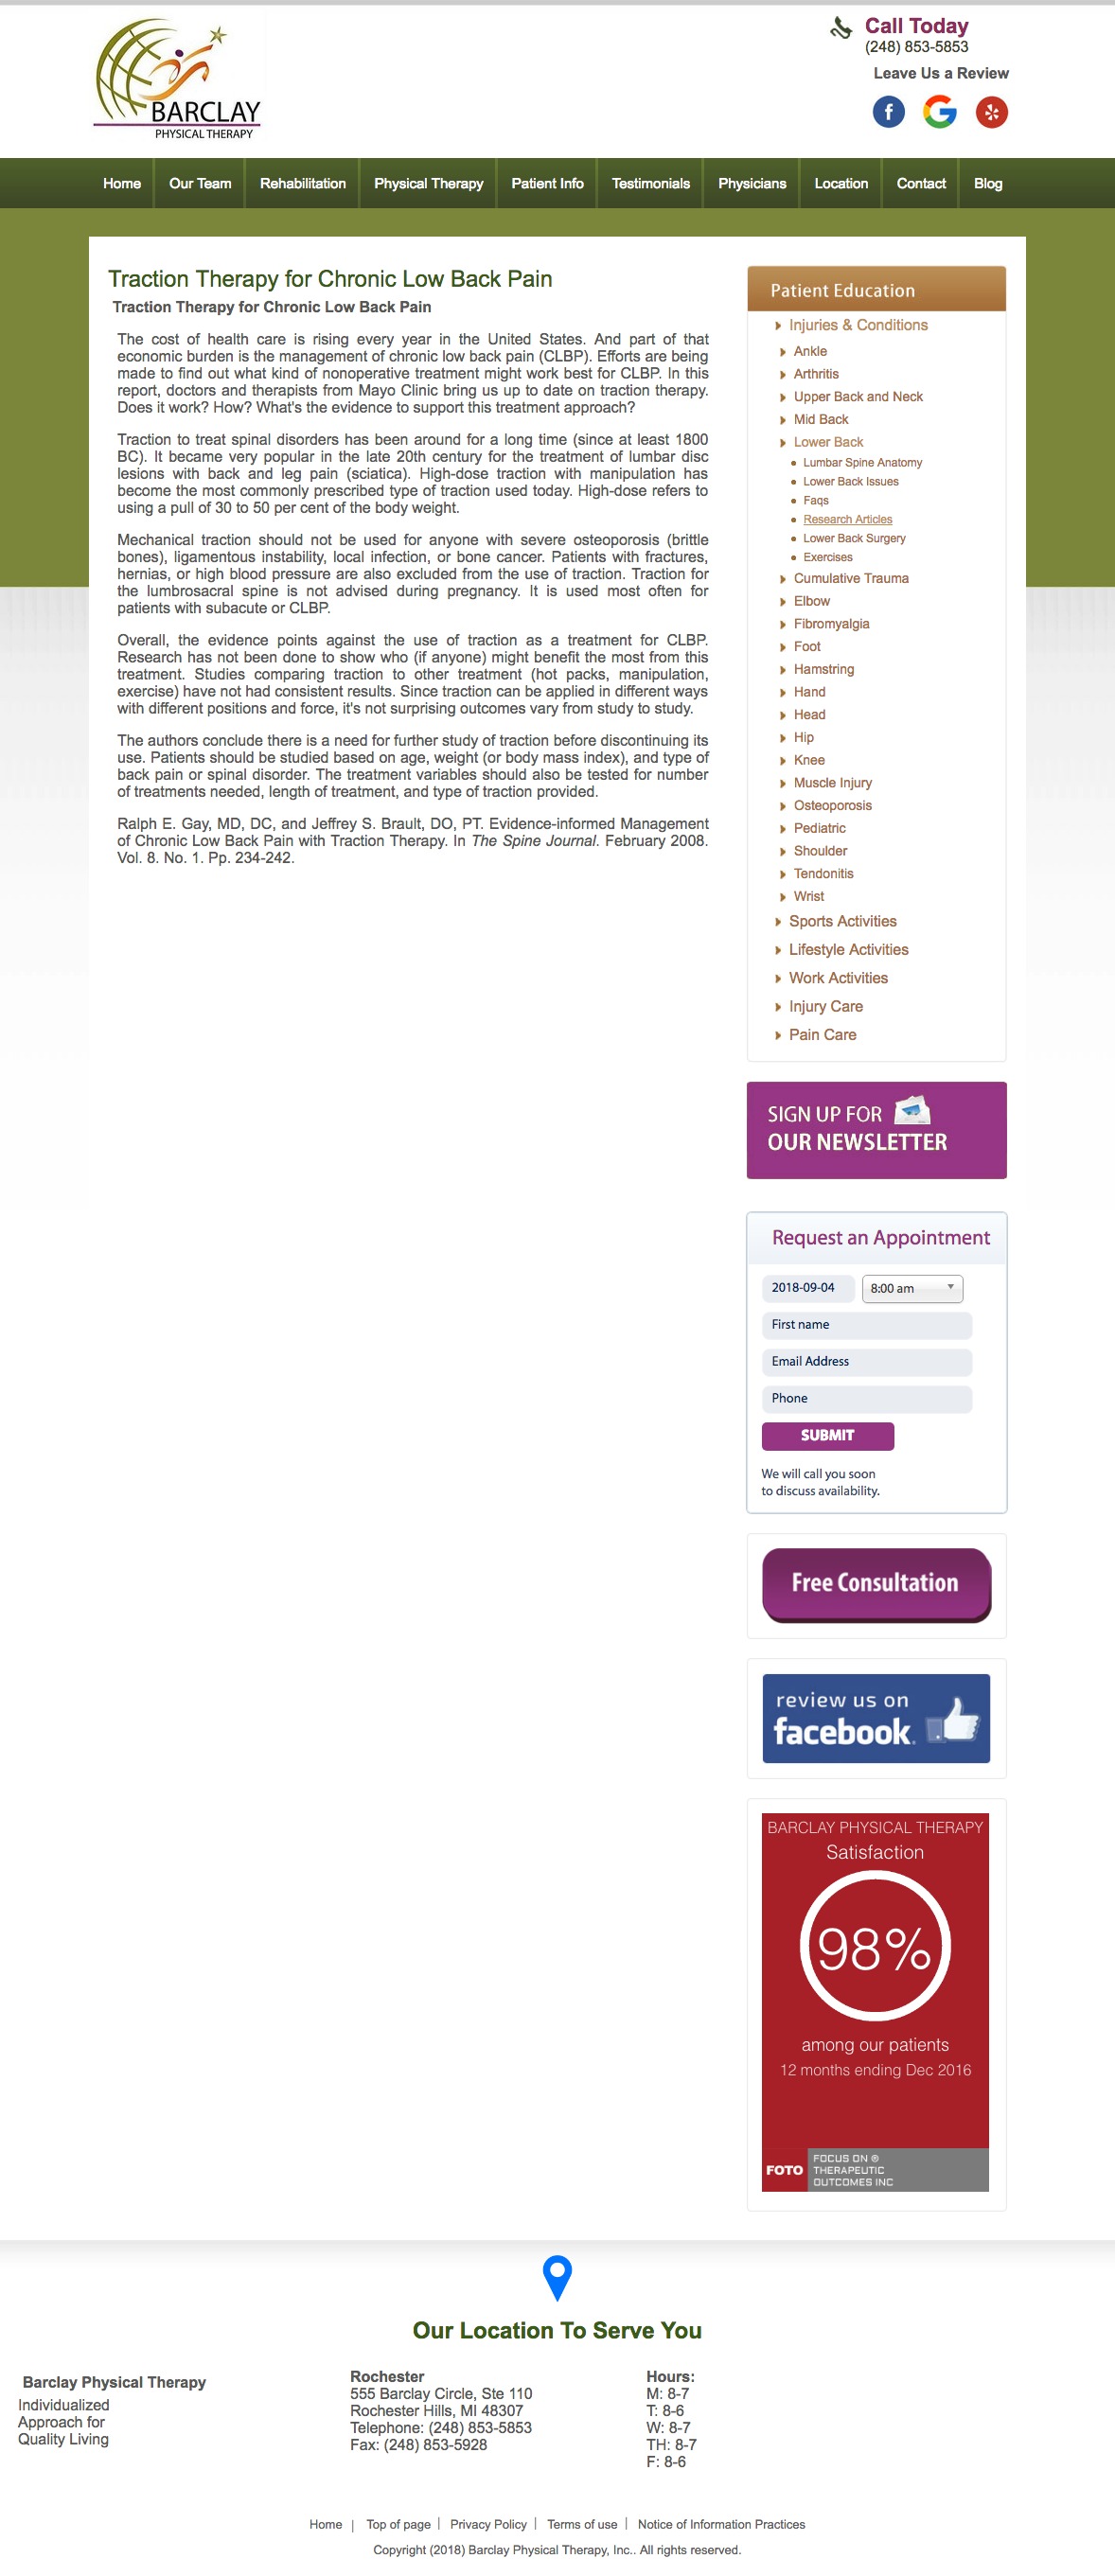 BARCLAY
PHYSICAL THERAPY
Call Today
(248) 853-5853
Leave Us a Review
Home
Our Team
Rehabilitation
Physical Therapy
Patient Info
Testimonials
Physicians
Location
Contact
Blog
Traction Therapy for Chronic Low Back Pain
Traction Therapy for Chronic Low Back Pain
The cost of health care is rising every year in the United States. And part of that
economic burden is the management of chronic low back pain (CLBP). Efforts are being
made to find out what kind of nonoperative treatment might work best for CLBP. In this
report, doctors and therapists from Mayo Clinic bring us up to date on traction therapy.
Does it work? How? What's the evidence to support this treatment approach?
Traction to treat spinal disorders has been around for a long time (since at least 1800
BC). It became very popular in the late 20th century for the treatment of lumbar disc
lesions with back and leg pain (sciatica). High-dose traction with manipulation has
become the most commonly prescribed type of traction used today. High-dose refers to
using a pull of 30 to 50 per cent of the body weight.
Mechanical traction should not be used for anyone with severe osteoporosis (brittle
bones), ligamentous instability, local infection, or bone cancer. Patients with fractures,
hernias, or high blood pressure are also excluded from the use of traction. Traction for
the lumbrosacral spine is not advised during pregnancy. It is used most often for
patients with subacute or CLBP.
Overall, the evidence points against the use of traction as a treatment for CLBP.
Research has not been done to show who (if anyone) might benefit the most from this
treatment. Studies comparing traction to other treatment (hot packs, manipulation,
exercise) have not had consistent results. Since traction can be applied in different ways
with different positions and force, it's not surprising outcomes vary from study to study.
The authors conclude there is a need for further study of traction before discontinuing its
use. Patients should be studied based on age, weight (or body mass index), and type of
back pain or spinal disorder. The treatment variables should also be tested for number
of treatments needed, length of treatment, and type of traction provided.
Ralph E. Gay, MD, DC, and Jeffrey S. Brault, DO, PT. Evidence-informed Management
of Chronic Low Back Pain with Traction Therapy. In The Spine Journal. February 2008.
Vol. 8. No. 1. Pp. 234-242.
Patient Education
Injuries & Conditions
Ankle
Arthritis
Upper Back and Neck
Mid Back
Lower Back
Lumbar Spine Anatomy
Lower Back Issues
Faqs
Research Articles
Lower Back Surgery
Exercises
Cumulative Trauma
Elbow
Fibromyalgia
Foot
Hamstring
Hand
Head
Hip
Knee
Muscle Injury
Osteoporosis
Pediatric
Shoulder
Tendonitis
Wrist
Sports Activities
Lifestyle Activities
Work Activities
Injury Care
Pain Care
SIGN UP FOR
OUR NEWSLETTER
Request an Appointment
2018-09-04
8:00 am
First name
Email Address
Phone
SUBMIT
We will call you soon
to discuss availability.
Free Consultation
review us on
facebook.
BARCLAY PHYSICAL THERAPY
Satisfaction
98%
among our patients
12 months ending Dec 2016
FOTO
FOCUS ON ®
THERAPEUTIC
OUTCOMES INC
Our Location To Serve You
Barclay Physical Therapy
Individualized
Approach for
Quality Living
Rochester
555 Barclay Circle, Ste 110
Rochester Hills, MI 48307
Telephone: (248) 853-5853
Fax: (248) 853-5928
Hours:
M: 8-7
T: 8-6
W: 8-7
TH: 8-7
F: 8-6
Home | Top of page | Privacy Policy | Terms of use | Notice of Information Practices
Copyright (2018) Barclay Physical Therapy, Inc.. All rights reserved.